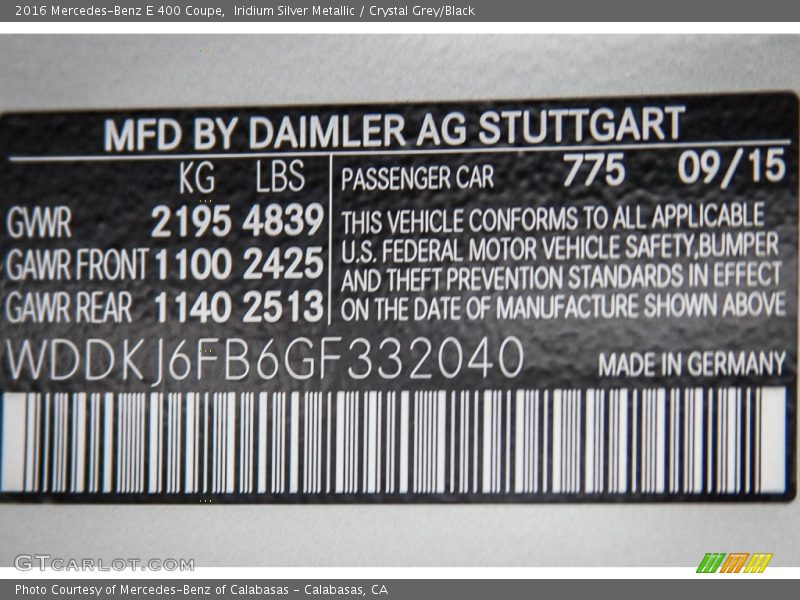 2016 Mercedes-Benz E 400 Coupe,  Iridium Silver Metallic / Crystal Grey/Black
MFD BY DAIMLER AG STUTTGART
KG LBS
GWR 2195 4839
GAWR FRONT 1100 2425
GAWR REAR 1140 2513
PASSENGER CAR 775 09/15
THIS VEHICLE CONFORMS TO ALL APPLICABLE
U.S. FEDERAL MOTOR VEHICLE SAFETY,BUMPER
AND THEFT PREVENTION STANDARDS IN EFFECT
ON THE DATE OF MANUFACTURE SHOWN ABOVE
WDDKJ6FB6GF332040
MADE IN GERMANY
GTCARLOT.COM
Photo Courtesy of Mercedes-Benz of Calabasas - Calabasas, CA